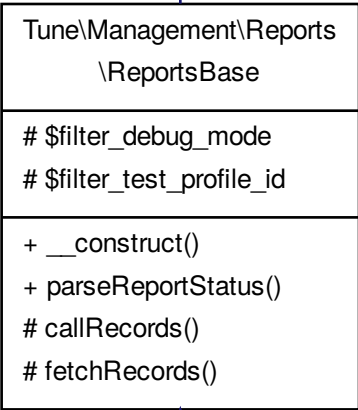 Tune\Management\Reports
\ReportsBase
# $filter_debug_mode
# $filter_test_profile_id
+ __construct()
+ parseReportStatus()
# callRecords()
# fetchRecords()